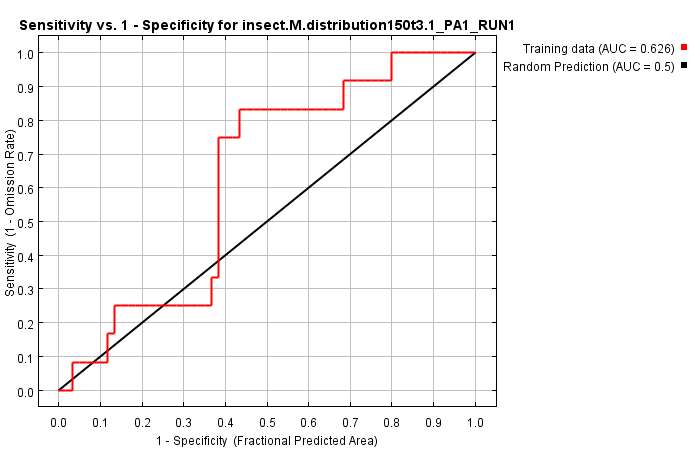 Sensitivity vs. 1 - Specificity for insect.M.distribution150t3.1_PA1_RUN1
Training data (AUC = 0.626)
Random Prediction (AUC = 0.5)
Sensitivity (1 - Omission Rate)
1.0
0.9
0.8
0.7
0.6
0.5
0.4
0.3
0.2
0.1
0.0
0.0 0.1 0.2 0.3 0.4 0.5 0.6 0.7 0.8 0.9 1.0
1 - Specificity (Fractional Predicted Area)